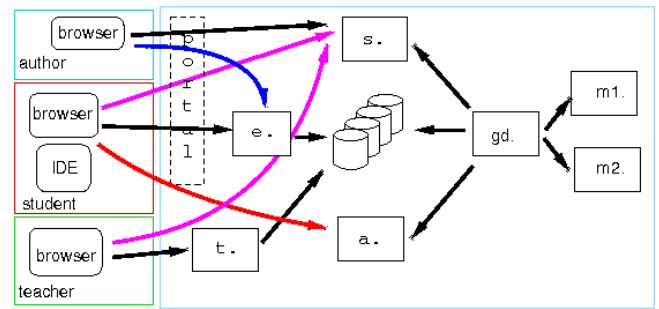 browser
author
browser
IDE
student
browser
teacher
portal
s.
e.
t.
a.
gd.
m1.
m2.